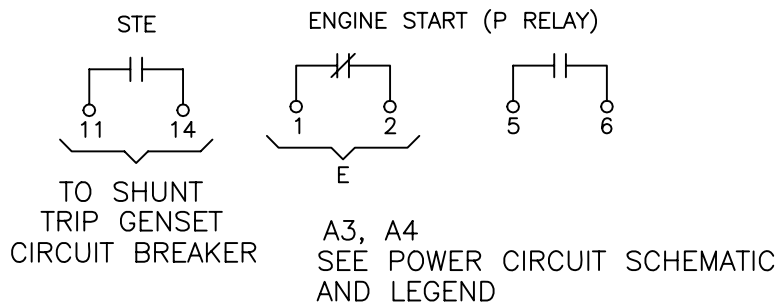 STE
ENGINE START (P RELAY)
11 14
1 2
5 6
E
TO SHUNT
TRIP GENSET
CIRCUIT BREAKER
A3, A4
SEE POWER CIRCUIT SCHEMATIC
AND LEGEND